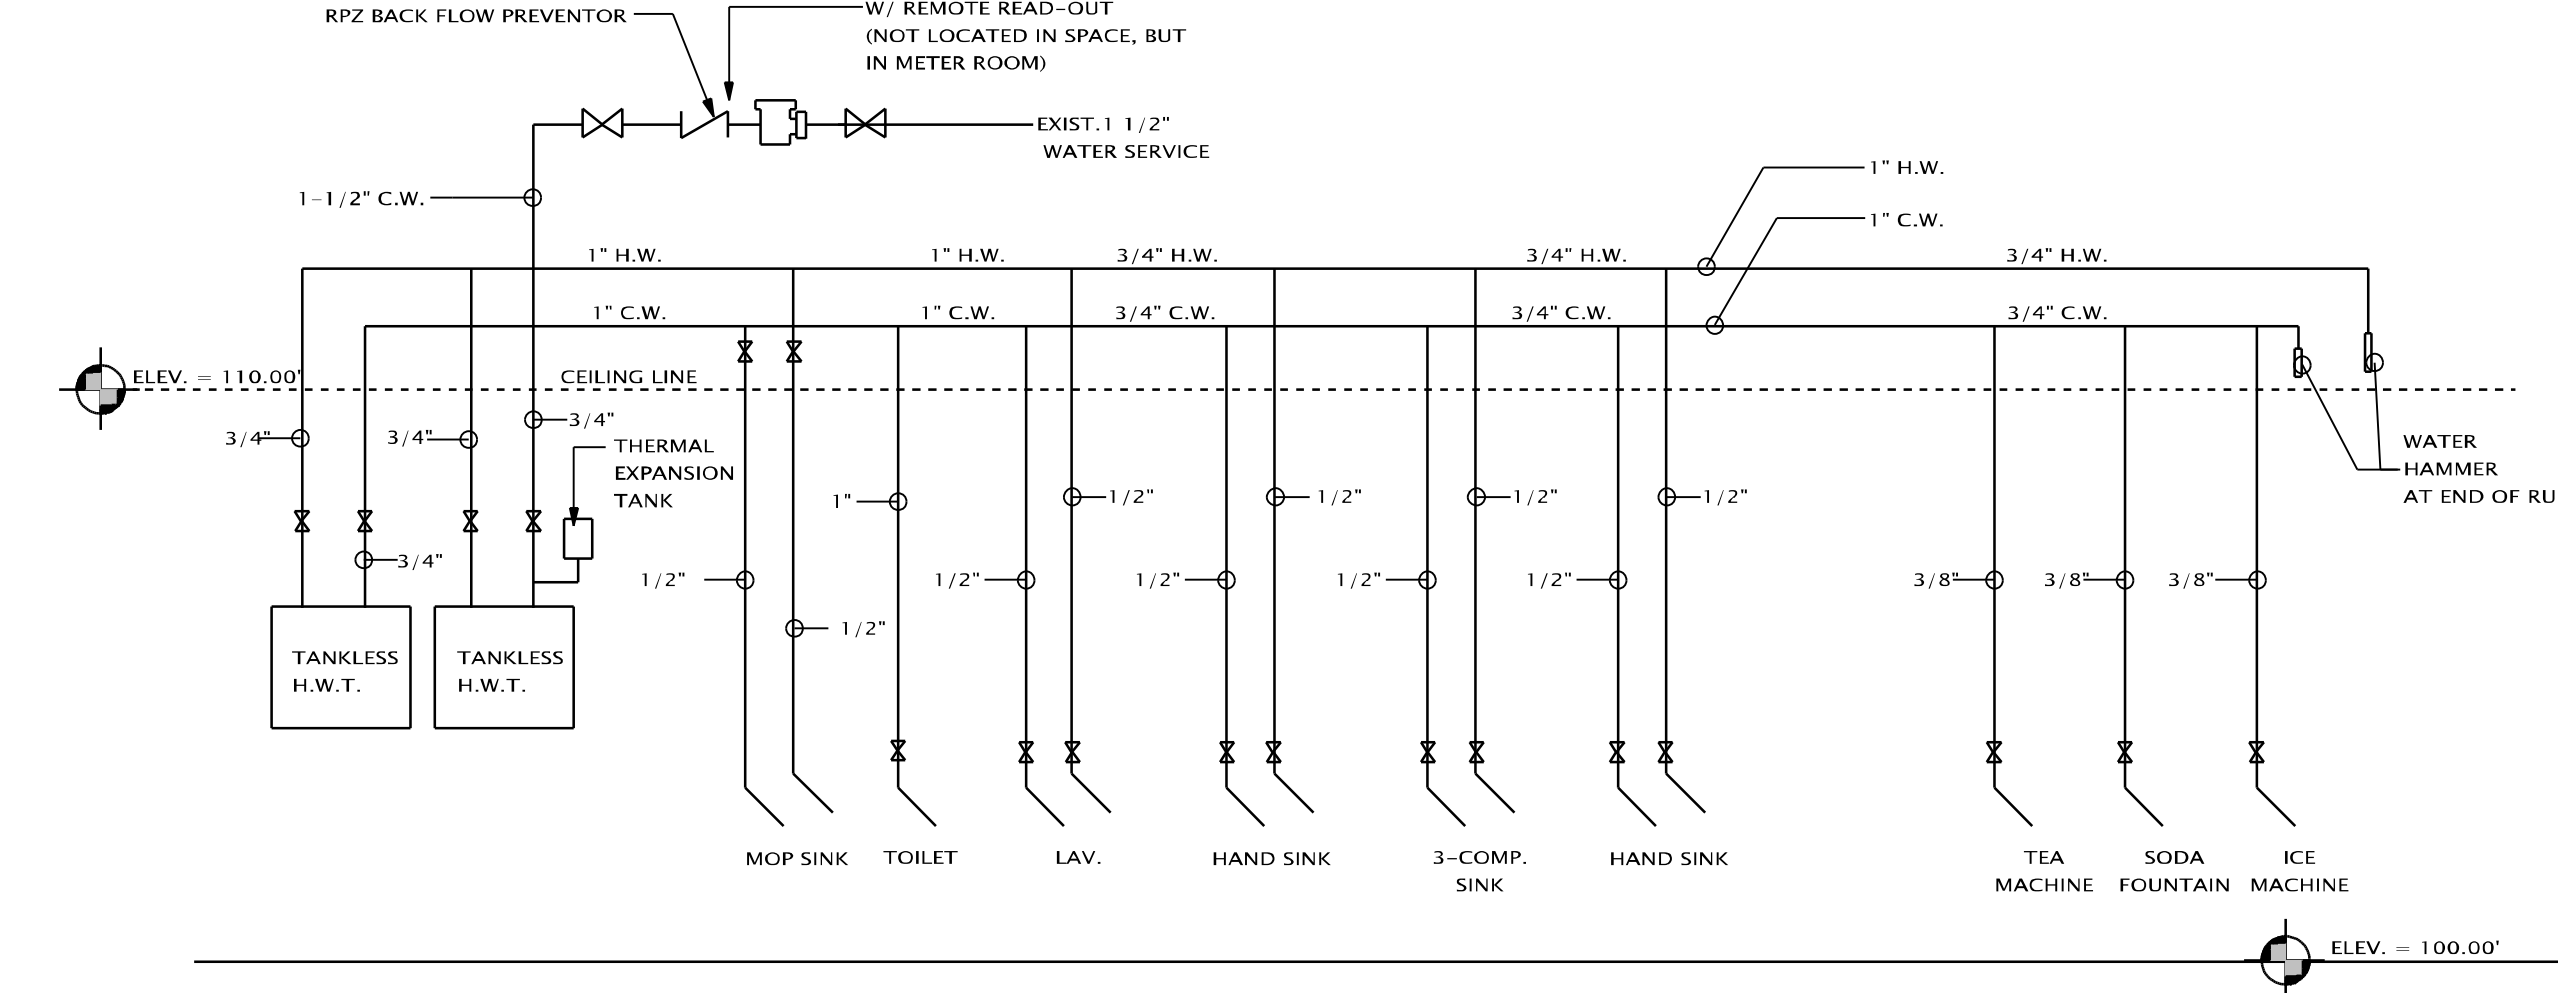 RPZ BACK FLOW PREVENTOR
W/ REMOTE READ-OUT
(NOT LOCATED IN SPACE, BUT
IN METER ROOM)
EXIST.1 1/2"
WATER SERVICE
1-1/2" C.W.
1" H.W.
1" C.W.
1" H.W.
1" H.W.
3/4" H.W.
3/4" H.W.
3/4" H.W.
1" C.W.
1" C.W.
3/4" C.W.
3/4" C.W.
3/4" C.W.
ELEV. = 110.00'
CEILING LINE
3/4"
3/4"
3/4"
THERMAL
EXPANSION
TANK
WATER
HAMMER
AT END OF RU
1"
1/2"
1/2"
1/2"
1/2"
3/4"
1/2"
1/2"
1/2"
1/2"
1/2"
3/8"
3/8"
3/8"
1/2"
TANKLESS
H.W.T.
TANKLESS
H.W.T.
MOP SINK
TOILET
LAV.
HAND SINK
3-COMP.
SINK
HAND SINK
TEA
MACHINE
SODA
FOUNTAIN
ICE
MACHINE
ELEV. = 100.00'